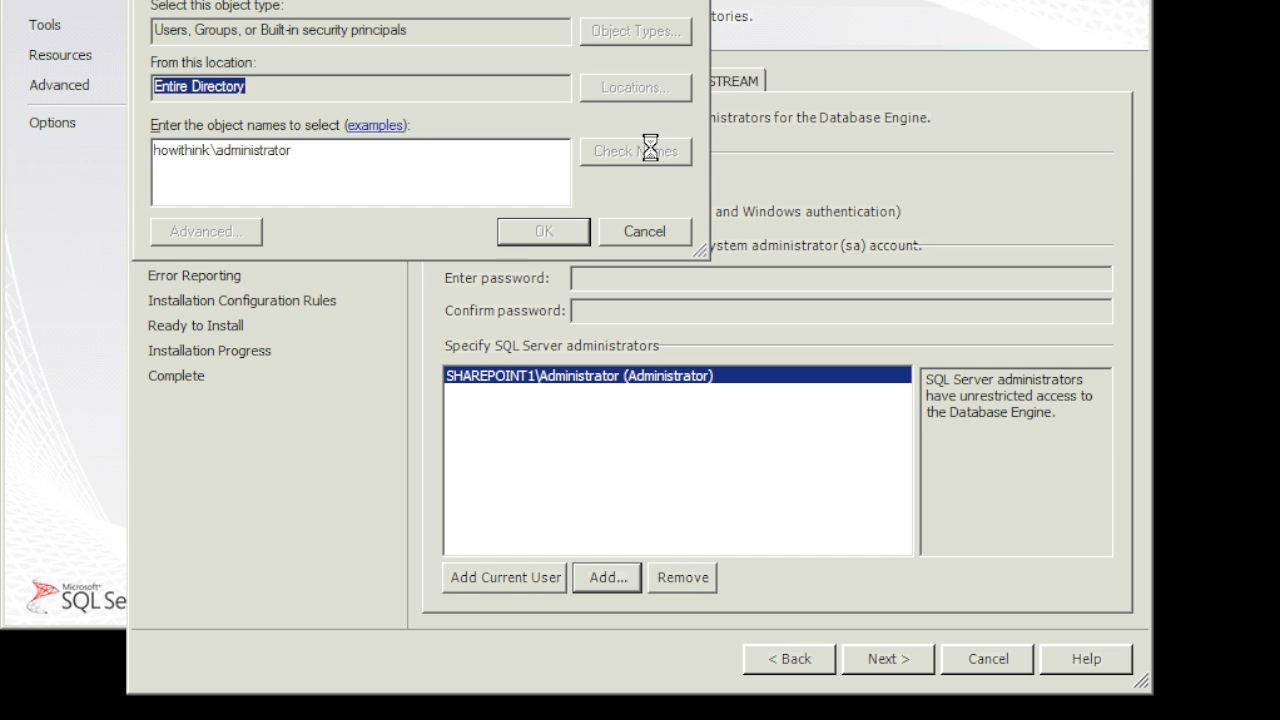 Tools
Resources
Advanced
Options
Select this object type:
Users, Groups, or Built-in security principals
Object Types...
From this location:
Entire Directory
Locations...
Enter the object names to select (examples):
howithink\administrator
Check Names
Advanced...
OK
Cancel
tories.
STREAM
nistrators for the Database Engine.
and Windows authentication)
ystem administrator (sa) account.
Error Reporting
Installation Configuration Rules
Ready to Install
Installation Progress
Complete
Enter password:
Confirm password:
Specify SQL Server administrators
SHAREPOINT1\Administrator (Administrator)
SQL Server administrators
have unrestricted access to
the Database Engine.
Add Current User
Add...
Remove
Microsoft
SQL Se
< Back
Next >
Cancel
Help